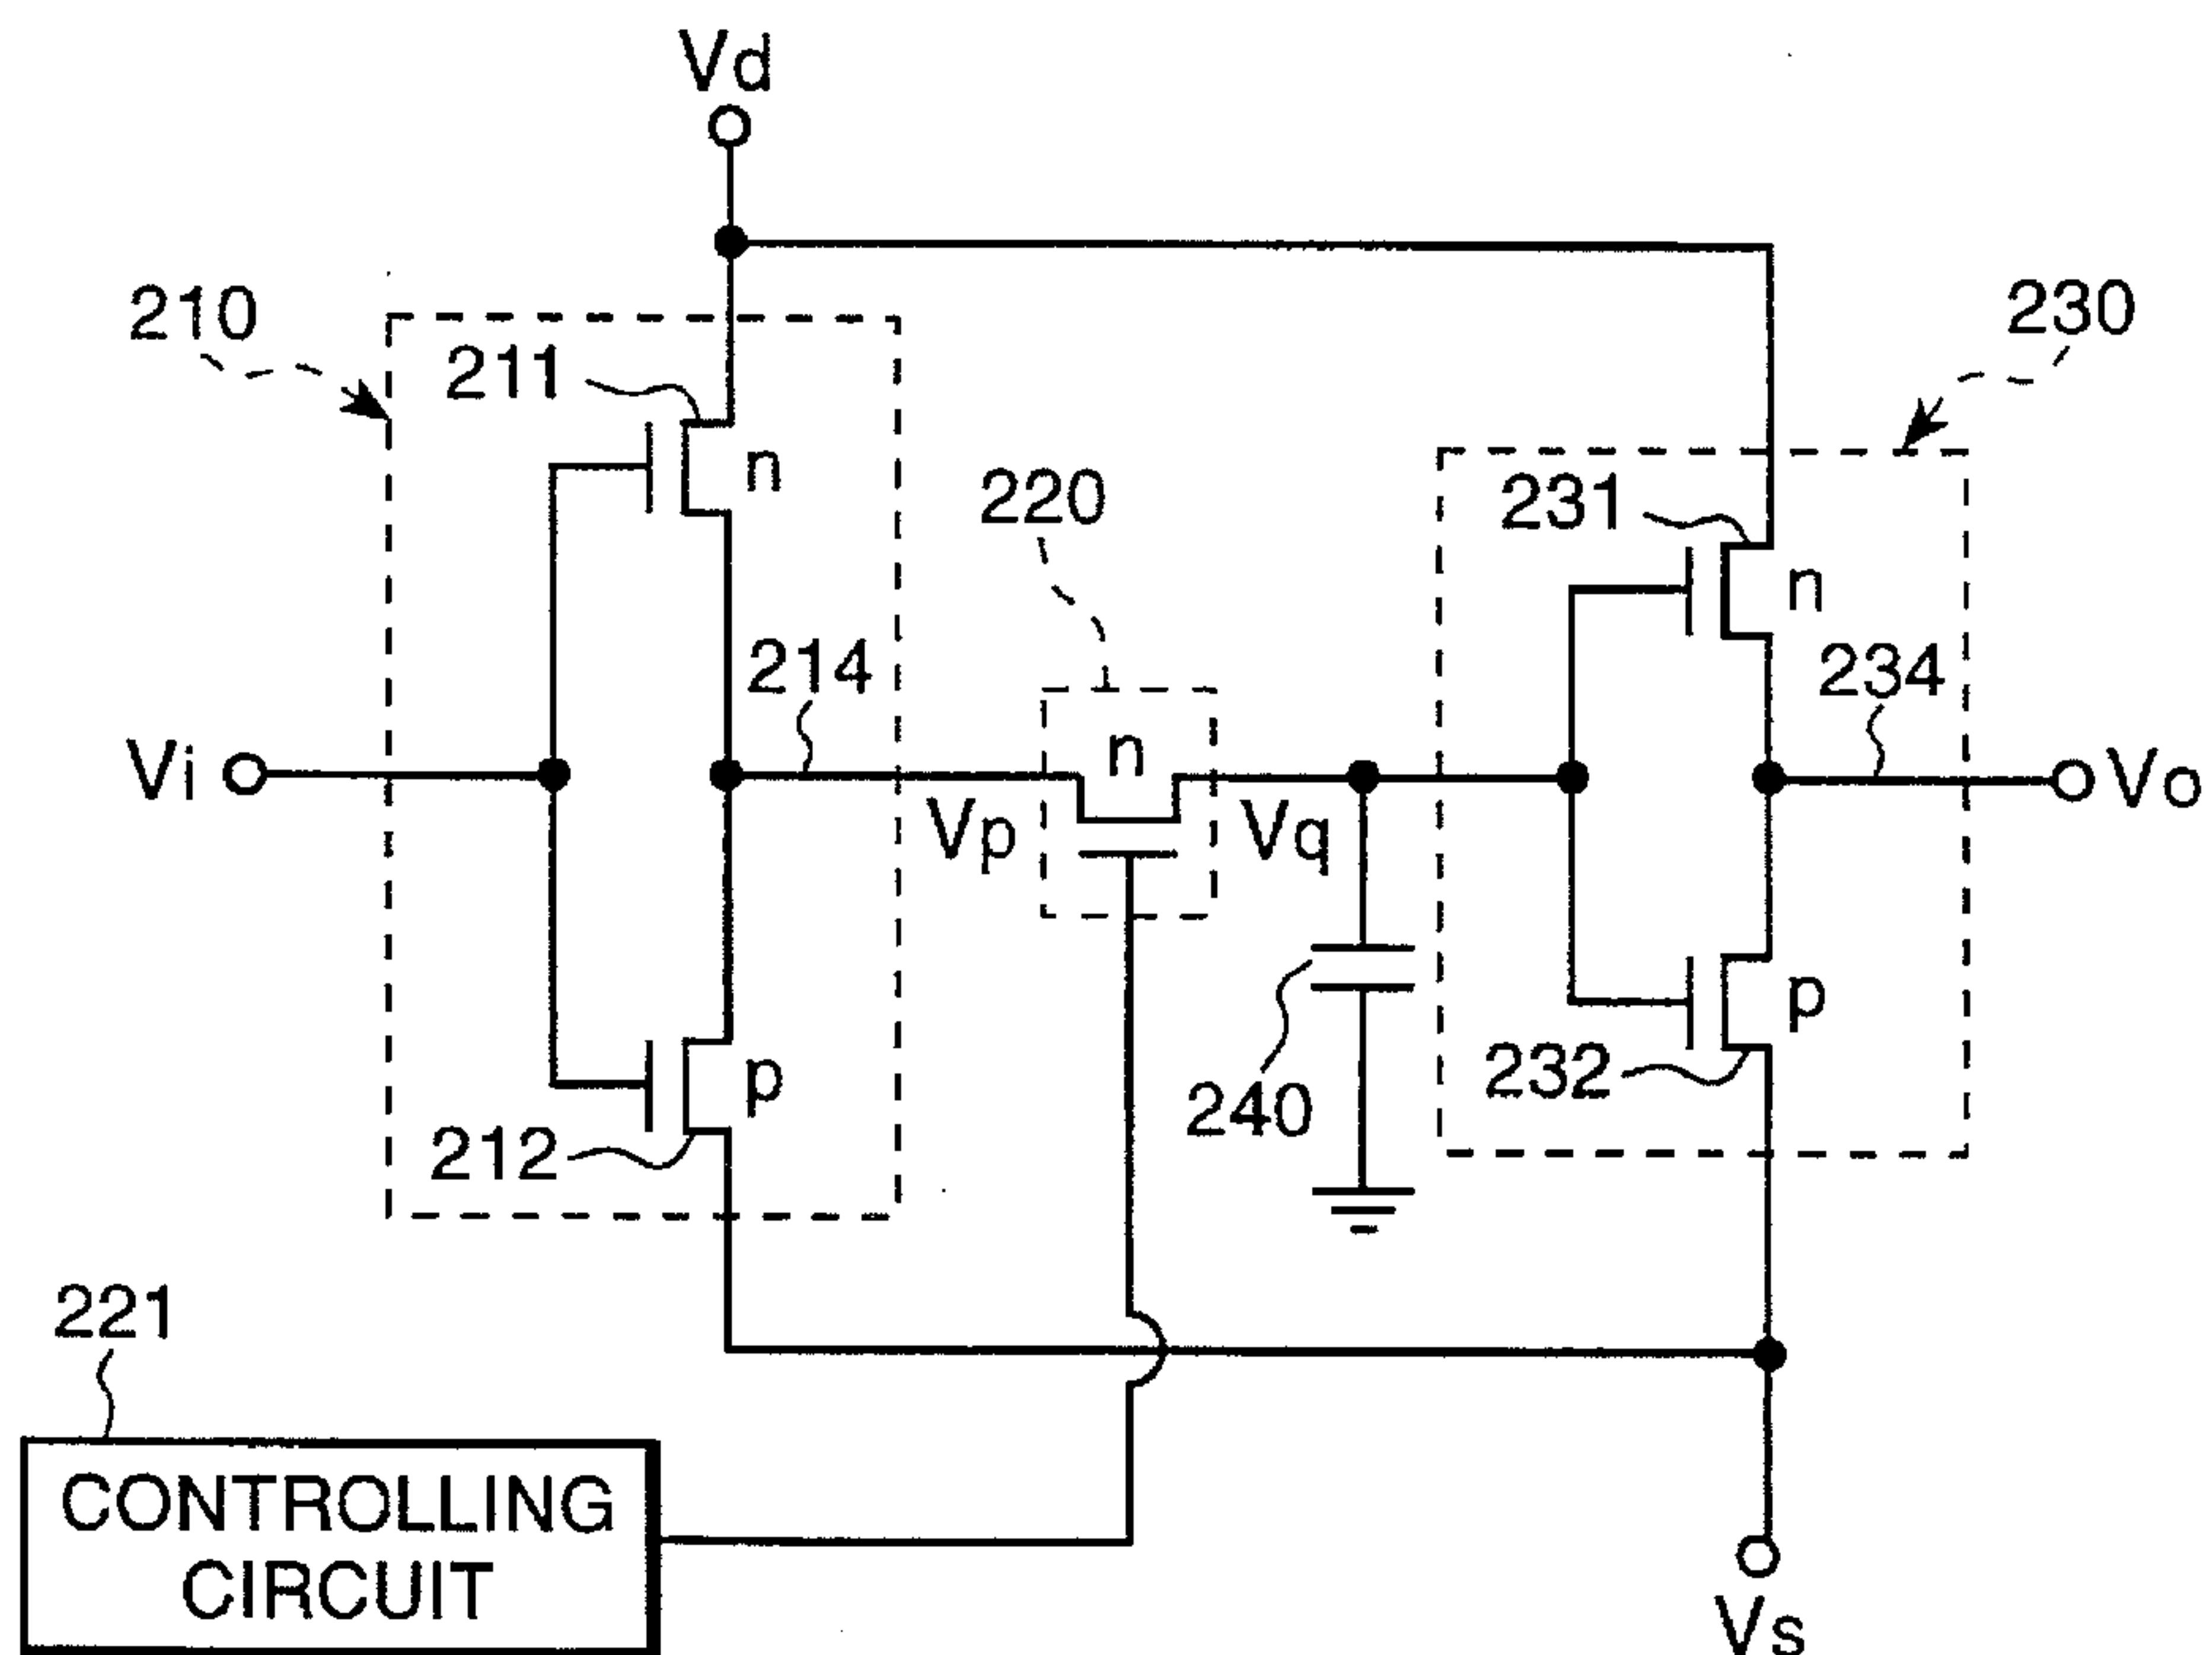 Vd
210
230
211
n
220
231
n
214
234
n
Vi
Vo
Vp
Vq
p
p
240
232
212
221
CONTROLLING
CIRCUIT
Vs